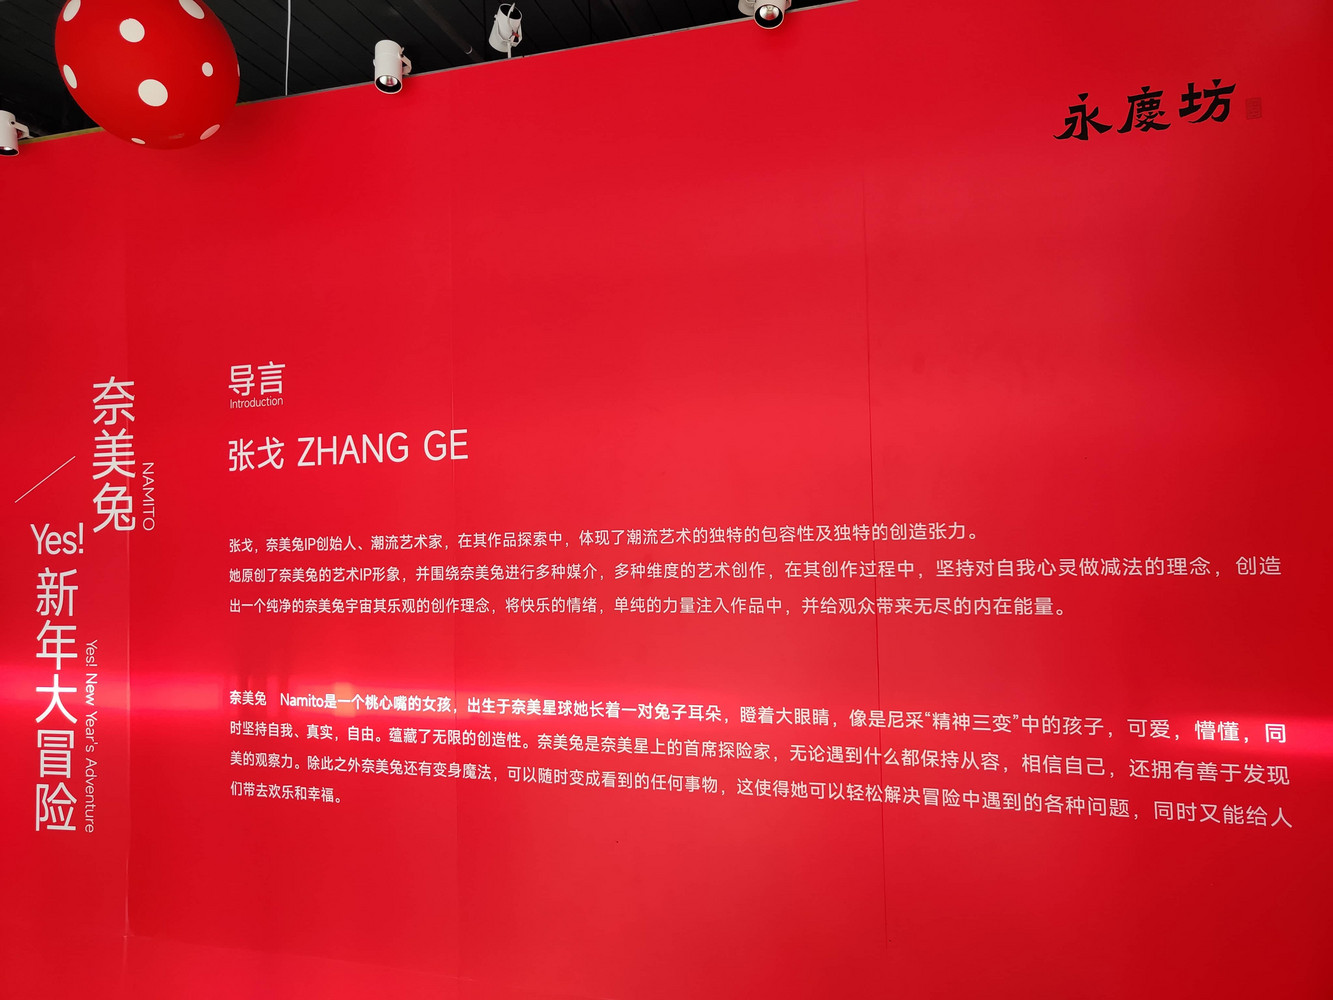 永慶坊
奈美兔
NAMITO
Yes!
新年大冒险
Yes! New Year's Adventure
导言
Introduction
张戈 ZHANG GE
张戈，奈美兔IP创始人、潮流艺术家，在其作品探索中，体现了潮流艺术的独特的包容性及独特的创造张力。
她原创了奈美兔的艺术IP形象，并围绕奈美兔进行多种媒介，多种维度的艺术创作，在其创作过程中，坚持对自我心灵做减法的理念，创造
出一个纯净的奈美兔宇宙其乐观的创作理念，将快乐的情绪，单纯的力量注入作品中，并给观众带来无尽的内在能量。
奈美兔 Namito是一个桃心嘴的女孩，出生于奈美星球她长着一对兔子耳朵，瞪着大眼睛，像是尼采“精神三变”中的孩子，可爱，懵懂，同
时坚持自我、真实，自由。蕴藏了无限的创造性。奈美兔是奈美星上的首席探险家，无论遇到什么都保持从容，相信自己，还拥有善于发现
美的观察力。除此之外奈美兔还有变身魔法，可以随时变成看到的任何事物，这使得她可以轻松解决冒险中遇到的各种问题，同时又能给人
们带去欢乐和幸福。